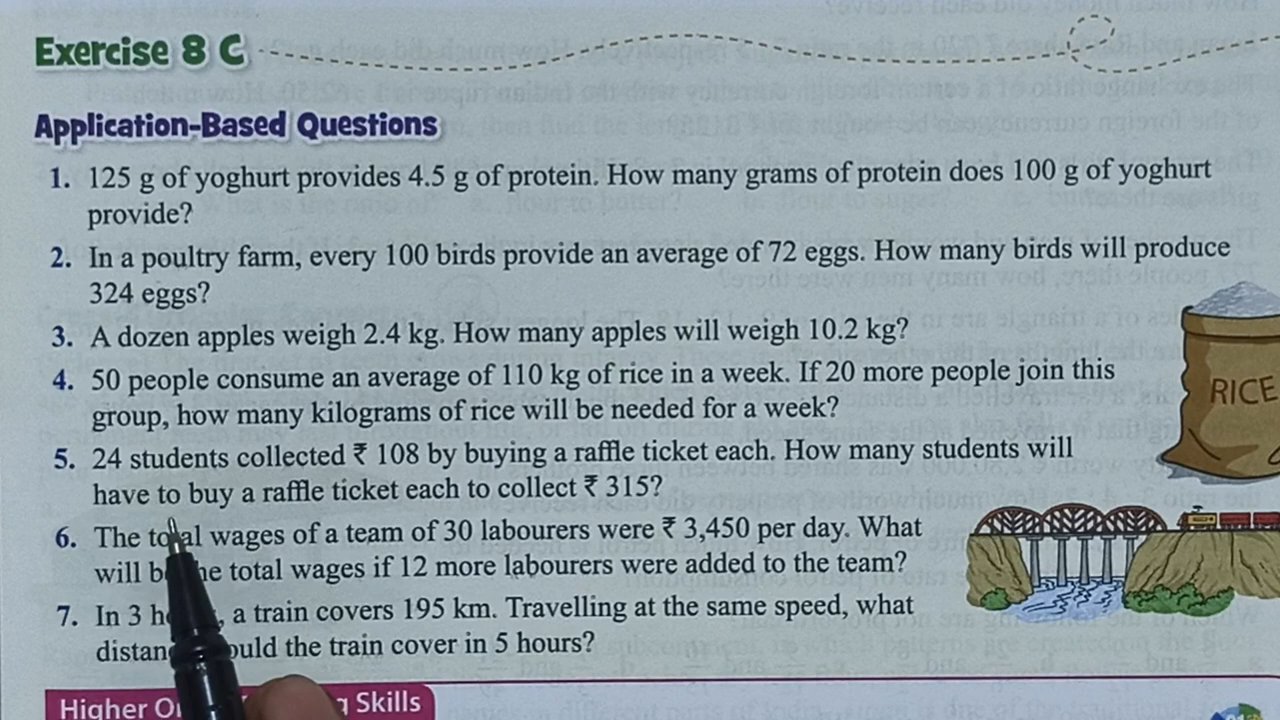 Exercise 8 C
Application-Based Questions
1. 125 g of yoghurt provides 4.5 g of protein. How many grams of protein does 100 g of yoghurt
provide?
2. In a poultry farm, every 100 birds provide an average of 72 eggs. How many birds will produce
324 eggs?
3. A dozen apples weigh 2.4 kg. How many apples will weigh 10.2 kg?
4. 50 people consume an average of 110 kg of rice in a week. If 20 more people join this
group, how many kilograms of rice will be needed for a week?
RICE
5. 24 students collected ₹ 108 by buying a raffle ticket each. How many students will
have to buy a raffle ticket each to collect ₹ 315?
6. The total wages of a team of 30 labourers were ₹ 3,450 per day. What
will be the total wages if 12 more labourers were added to the team?
7. In 3 , a train covers 195 km. Travelling at the same speed, what
the train cover in 5 hours?
Higher Skills